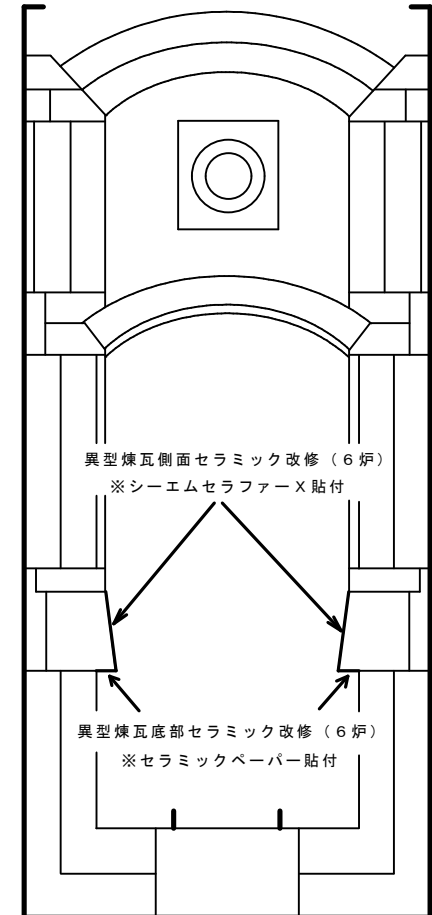 異型煉瓦側面セラミック改修（６炉）
※シーエムセラファーＸ貼付
異型煉瓦底部セラミック改修（６炉）
※セラミックペーパー貼付